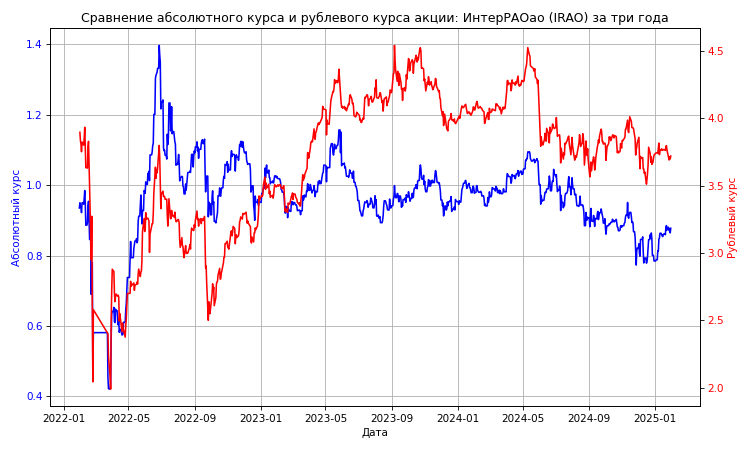 Сравнение абсолютного курса и рублевого курса акции: ИнтерРАОао (IRAO) за три года
1.4
1.2
1.0
0.8
0.6
0.4
Абсолютный курс
4.5
4.0
3.5
3.0
2.5
2.0
Рублевый курс
2022-01 2022-05 2022-09 2023-01 2023-05 2023-09 2024-01 2024-05 2024-09 2025-01
Дата